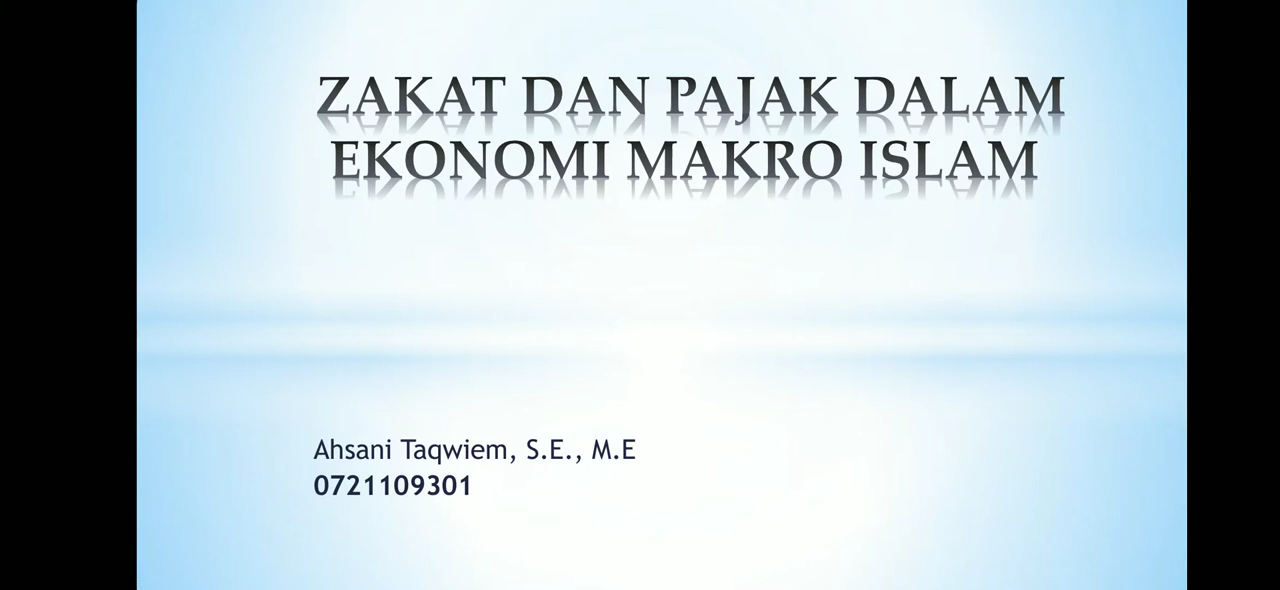 ZAKAT DAN PAJAK DALAM
EKONOMI MAKRO ISLAM
Ahsani Taqwiem, S.E., M.E
0721109301